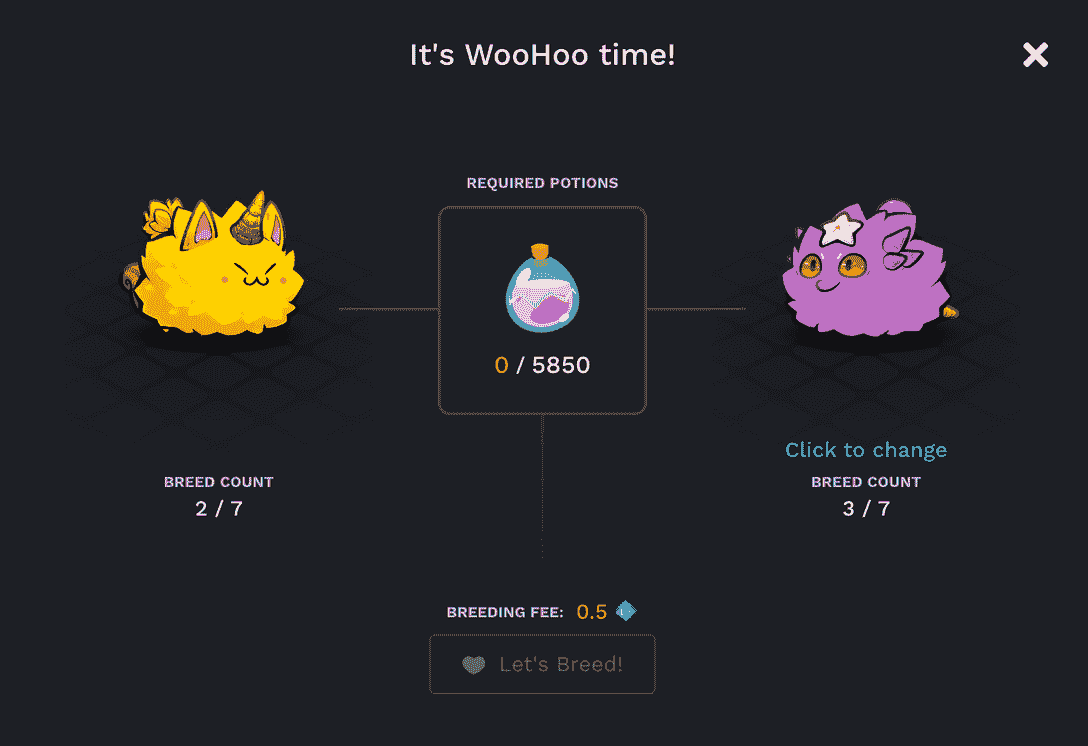 It's WooHoo time!
REQUIRED POTIONS
0 / 5850
Click to change
BREED COUNT
2 / 7
BREED COUNT
3 / 7
BREEDING FEE: 0.5
Let's Breed!